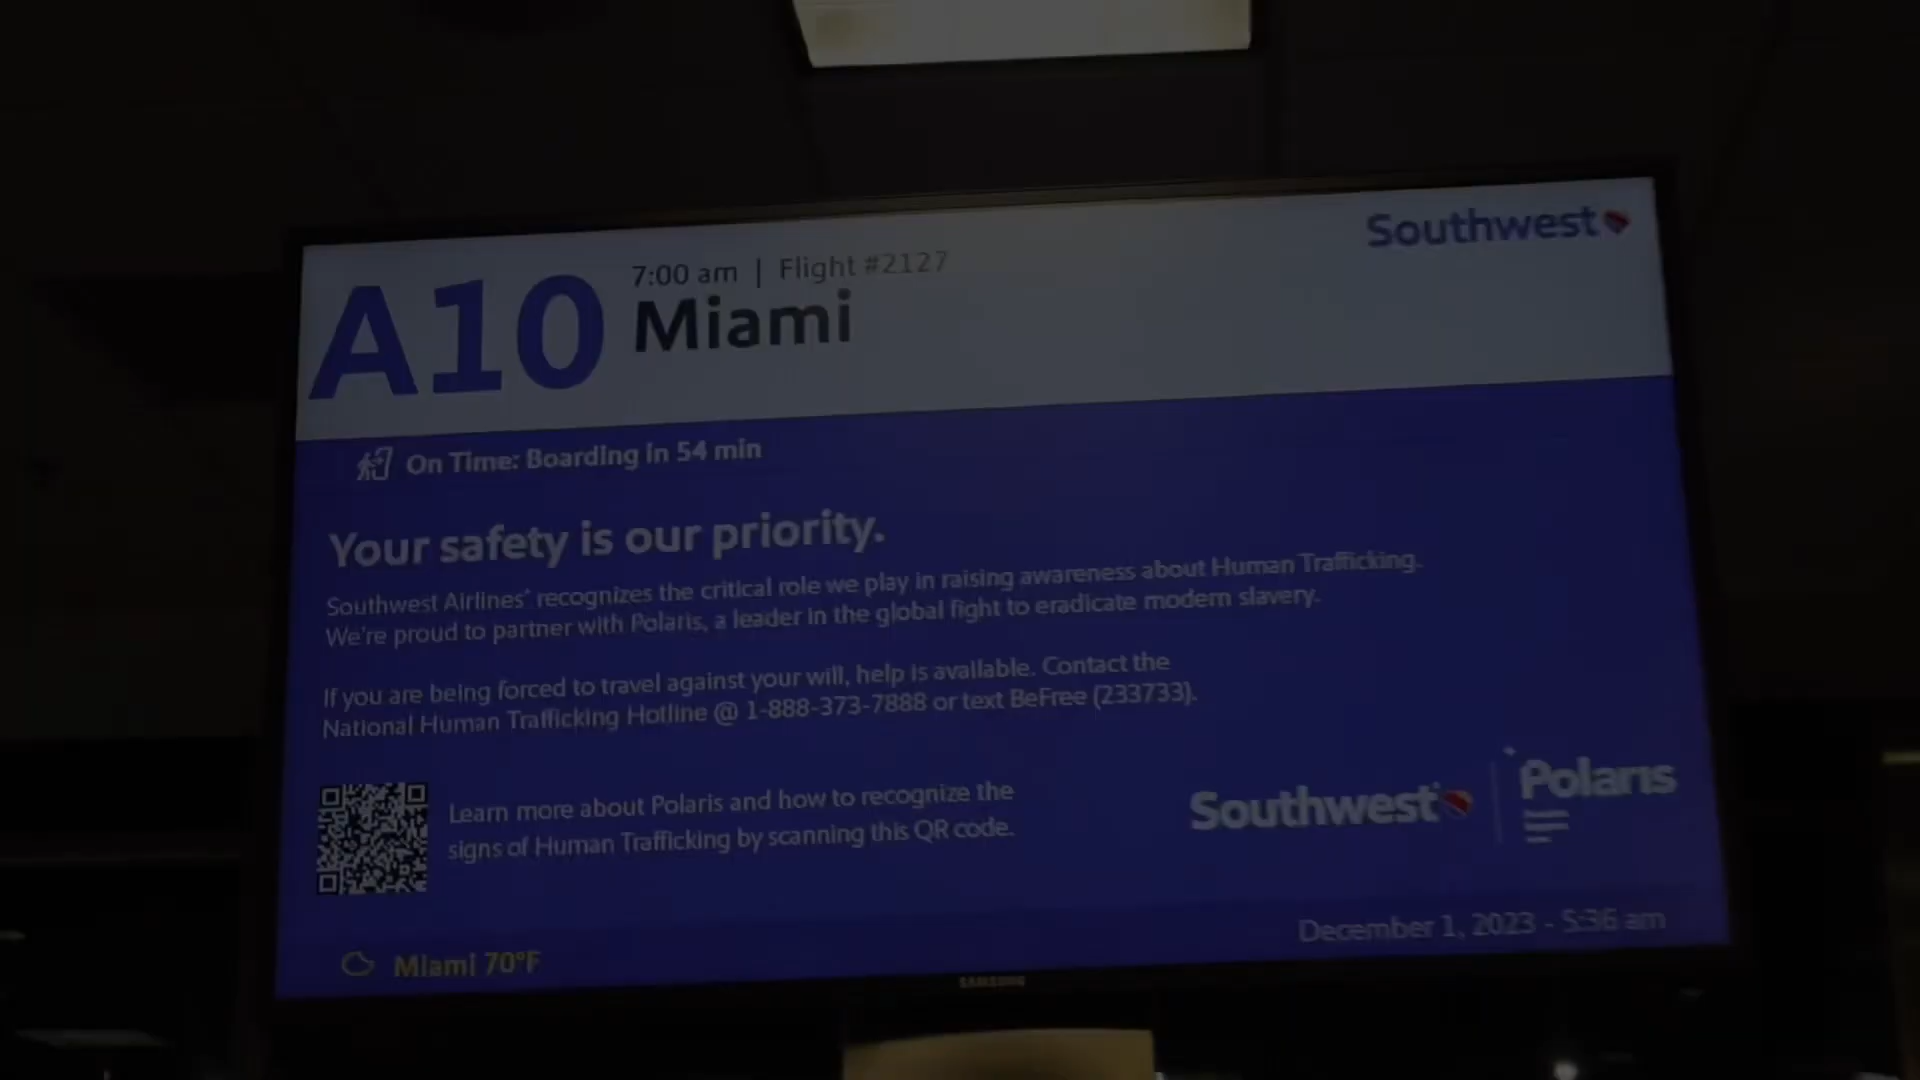 Southwest
A10
7:00 am | Flight #2127
Miami
On Time: Boarding in 54 min
Your safety is our priority.
Southwest Airlines® recognizes the critical role we play in raising awareness about Human Trafficking.
We're proud to partner with Polaris, a leader in the global fight to eradicate modern slavery.
If you are being forced to travel against your will, help is available. Contact the
National Human Trafficking Hotline @ 1-888-373-7888 or text BeFree (233733).
Learn more about Polaris and how to recognize the
signs of Human Trafficking by scanning this QR code.
Southwest
Polaris
Miami 70°F
December 1, 2023 - 5:36 am
SAMSUNG